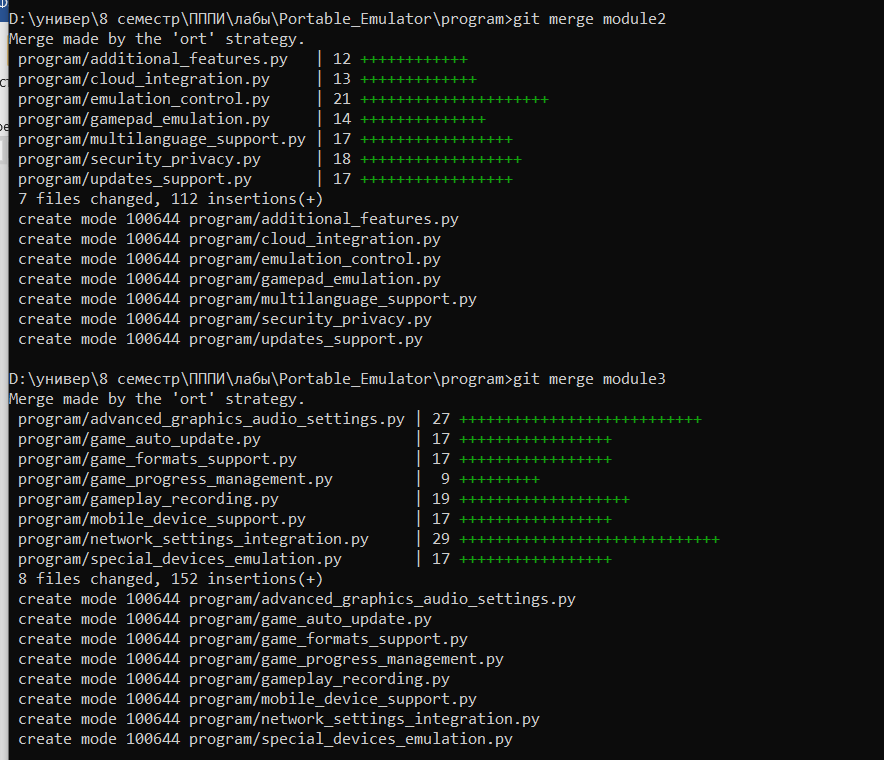 D:\универ\8 семестр\ПППИ\лабы\Portable_Emulator\program>git merge module2
Merge made by the 'ort' strategy.
program/additional_features.py | 12 ++++++++++++
program/cloud_integration.py | 13 +++++++++++++
program/emulation_control.py | 21 +++++++++++++++++++++
program/gamepad_emulation.py | 14 ++++++++++++++
program/multilanguage_support.py | 17 +++++++++++++++++
program/security_privacy.py | 18 ++++++++++++++++++
program/updates_support.py | 17 +++++++++++++++++
7 files changed, 112 insertions(+)
create mode 100644 program/additional_features.py
create mode 100644 program/cloud_integration.py
create mode 100644 program/emulation_control.py
create mode 100644 program/gamepad_emulation.py
create mode 100644 program/multilanguage_support.py
create mode 100644 program/security_privacy.py
create mode 100644 program/updates_support.py
D:\универ\8 семестр\ПППИ\лабы\Portable_Emulator\program>git merge module3
Merge made by the 'ort' strategy.
program/advanced_graphics_audio_settings.py | 27 +++++++++++++++++++++++++++
program/game_auto_update.py | 17 +++++++++++++++++
program/game_formats_support.py | 17 +++++++++++++++++
program/game_progress_management.py | 9 +++++++++
program/gameplay_recording.py | 19 +++++++++++++++++++
program/mobile_device_support.py | 17 +++++++++++++++++
program/network_settings_integration.py | 29 +++++++++++++++++++++++++++++
program/special_devices_emulation.py | 17 +++++++++++++++++
8 files changed, 152 insertions(+)
create mode 100644 program/advanced_graphics_audio_settings.py
create mode 100644 program/game_auto_update.py
create mode 100644 program/game_formats_support.py
create mode 100644 program/game_progress_management.py
create mode 100644 program/gameplay_recording.py
create mode 100644 program/mobile_device_support.py
create mode 100644 program/network_settings_integration.py
create mode 100644 program/special_devices_emulation.py